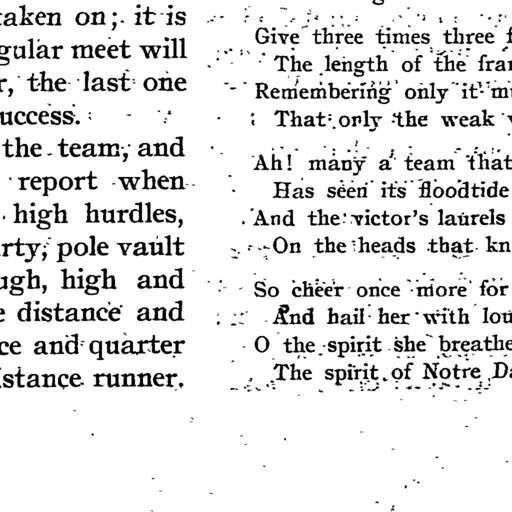 taken on; it is
gular meet will
r, the last one
uccess.
the team, and
report when
high hurdles,
rty, pole vault
ugh, high and
e distance and
ce and quarter
istance runner.
Give three times three f
The length of the fra
Remembering only it m
That only the weak
Ah! many a team that
Has seen its floodtide
And the victor's laurels
On the heads that kn
So cheer once more for
And hail her with lou
O the spirit she breathe
The spirit of Notre Da